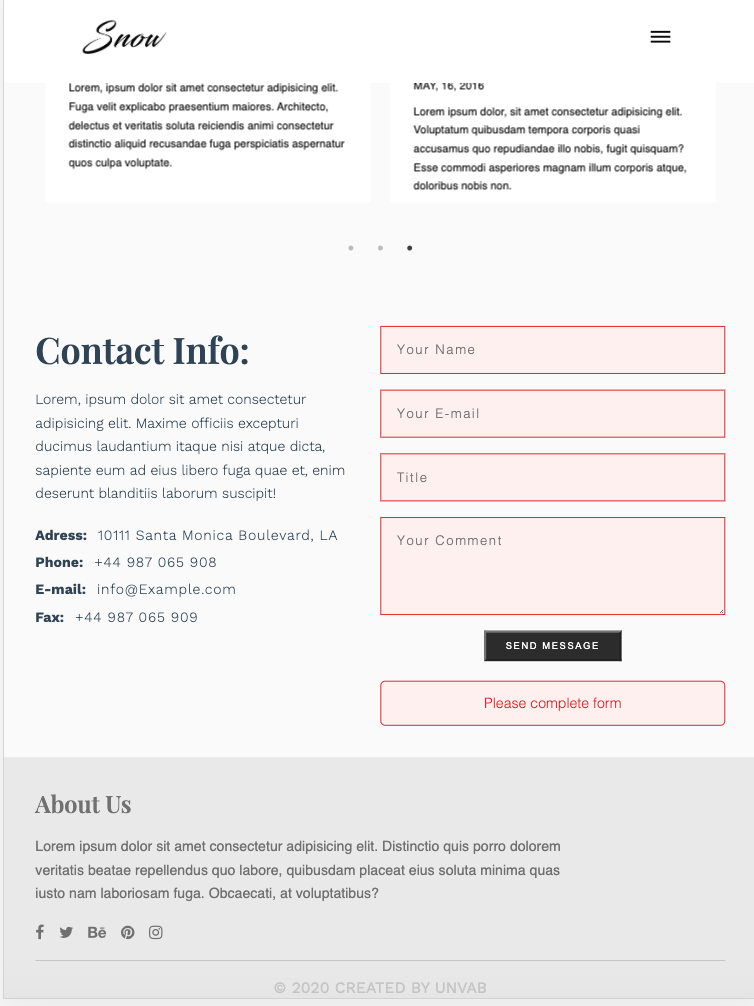 Snow
Lorem, ipsum dolor sit amet consectetur adipisicing elit.
Fuga velit explicabo praesentium maiores. Architecto,
delectus et veritatis soluta reiciendis animi consectetur
distinctio aliquid recusandae fuga perspiciatis aspernatur
quos culpa voluptate.
MAY, 16, 2016
Lorem ipsum dolor, sit amet consectetur adipisicing elit.
Voluptatum quibusdam tempora corporis quasi
accusamus quo repudiandae illo nobis, fugit quisquam?
Esse commodi asperiores magnam illum corporis atque,
doloribus nobis non.
Contact Info:
Lorem, ipsum dolor sit amet consectetur
adipisicing elit. Maxime officiis excepturi
ducimus laudantium itaque nisi atque dicta,
sapiente eum ad eius libero fuga quae et, enim
deserunt blanditiis laborum suscipit!
Adress: 10111 Santa Monica Boulevard, LA
Phone: +44 987 065 908
E-mail: info@Example.com
Fax: +44 987 065 909
Your Name
Your E-mail
Title
Your Comment
SEND MESSAGE
Please complete form
About Us
Lorem ipsum dolor sit amet consectetur adipisicing elit. Distinctio quis porro dolorem
veritatis beatae repellendus quo labore, quibusdam placeat eius soluta minima quas
iusto nam laboriosam fuga. Obcaecati, at voluptatibus?
Bē
© 2020 CREATED BY UNVAB